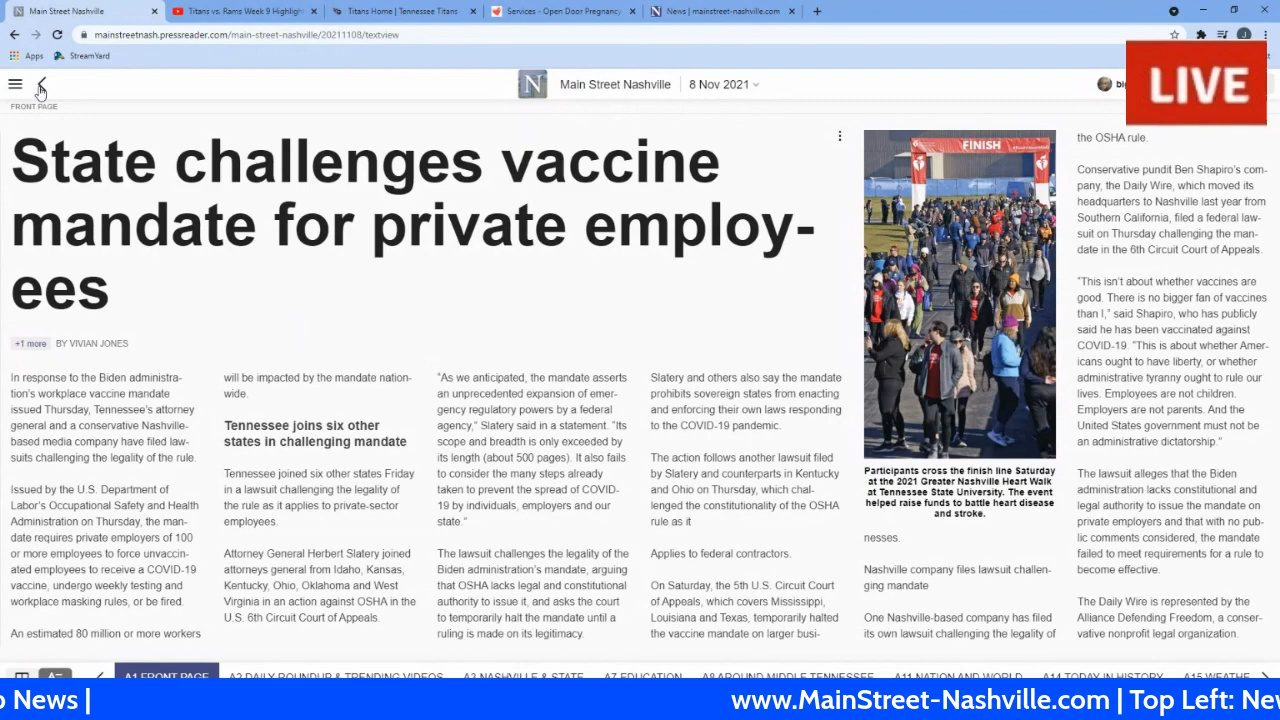 Main Street Nashville
Titans vs. Rams Week 9 Highligh
Titans Home | Tennessee Titans
Services - Open Door Pregnancy
News | mainstreet-nashville.com
mainstreetnash.pressreader.com/main-street-nashville/20211108/textview
Apps
StreamYard
N
Main Street Nashville
8 Nov 2021
LIVE
FRONT PAGE
State challenges vaccine
mandate for private employ-
ees
+1 more BY VIVIAN JONES
In response to the Biden administra-
tion's workplace vaccine mandate
issued Thursday, Tennessee's attorney
general and a conservative Nashville-
based media company have filed law-
suits challenging the legality of the rule.
Issued by the U.S. Department of
Labor's Occupational Safety and Health
Administration on Thursday, the man-
date requires private employers of 100
or more employees to force unvaccin-
ated employees to receive a COVID-19
vaccine, undergo weekly testing and
workplace masking rules, or be fired.
An estimated 80 million or more workers
will be impacted by the mandate nation-
wide.
Tennessee joins six other
states in challenging mandate
Tennessee joined six other states Friday
in a lawsuit challenging the legality of
the rule as it applies to private-sector
employees.
Attorney General Herbert Slatery joined
attorneys general from Idaho, Kansas,
Kentucky, Ohio, Oklahoma and West
Virginia in an action against OSHA in the
U.S. 6th Circuit Court of Appeals.
"As we anticipated, the mandate asserts
an unprecedented expansion of emer-
gency regulatory powers by a federal
agency," Slatery said in a statement. "Its
scope and breadth is only exceeded by
its length (about 500 pages). It also fails
to consider the many steps already
taken to prevent the spread of COVID-
19 by individuals, employers and our
state."
The lawsuit challenges the legality of the
Biden administration's mandate, arguing
that OSHA lacks legal and constitutional
authority to issue it, and asks the court
to temporarily halt the mandate until a
ruling is made on its legitimacy.
Slatery and others also say the mandate
prohibits sovereign states from enacting
and enforcing their own laws responding
to the COVID-19 pandemic.
The action follows another lawsuit filed
by Slatery and counterparts in Kentucky
and Ohio on Thursday, which chal-
lenged the constitutionality of the OSHA
rule as it
Applies to federal contractors.
On Saturday, the 5th U.S. Circuit Court
of Appeals, which covers Mississippi,
Louisiana and Texas, temporarily halted
the vaccine mandate on larger busi-
FINISH
Participants cross the finish line Saturday
at the 2021 Greater Nashville Heart Walk
at Tennessee State University. The event
helped raise funds to battle heart disease
and stroke.
nesses.
Nashville company files lawsuit challen-
ging mandate
One Nashville-based company has filed
its own lawsuit challenging the legality of
the OSHA rule.
Conservative pundit Ben Shapiro's com-
pany, the Daily Wire, which moved its
headquarters to Nashville last year from
Southern California, filed a federal law-
suit on Thursday challenging the man-
date in the 6th Circuit Court of Appeals.
"This isn't about whether vaccines are
good. There is no bigger fan of vaccines
than I," said Shapiro, who has publicly
said he has been vaccinated against
COVID-19. "This is about whether Amer-
icans ought to have liberty, or whether
administrative tyranny ought to rule our
lives. Employees are not children.
Employers are not parents. And the
United States government must not be
an administrative dictatorship."
The lawsuit alleges that the Biden
administration lacks constitutional and
legal authority to issue the mandate on
private employers and that with no pub-
lic comments considered, the mandate
failed to meet requirements for a rule to
become effective.
The Daily Wire is represented by the
Alliance Defending Freedom, a conser-
vative nonprofit legal organization.
A1 FRONT PAGE
A2 DAILY ROUNDUP & TRENDING VIDEOS
A3 NASHVILLE & STATE
A7 EDUCATION
A8 AROUND MIDDLE TENNESSEE
A11 NATION AND WORLD
A14 TODAY IN HISTORY
A15 WEATHE
o News | www.MainStreet-Nashville.com | Top Left: Nev